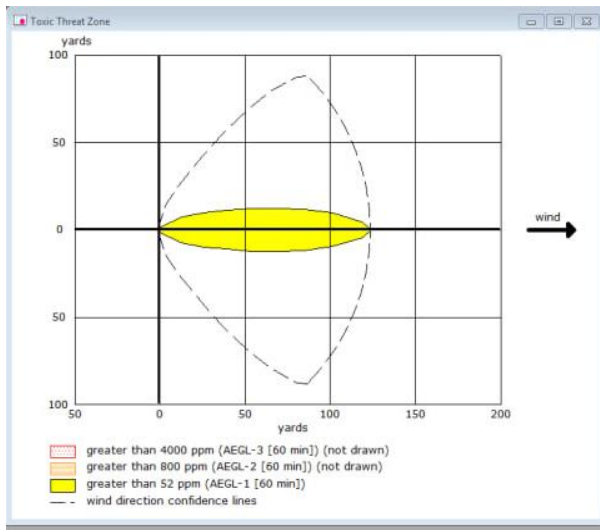 Toxic Threat Zone
yards
100
50
0
50
100
50 0 50 100 150 200
yards
wind
greater than 4000 ppm (AEGL-3 [60 min]) (not drawn)
greater than 800 ppm (AEGL-2 [60 min]) (not drawn)
greater than 52 ppm (AEGL-1 [60 min])
wind direction confidence lines